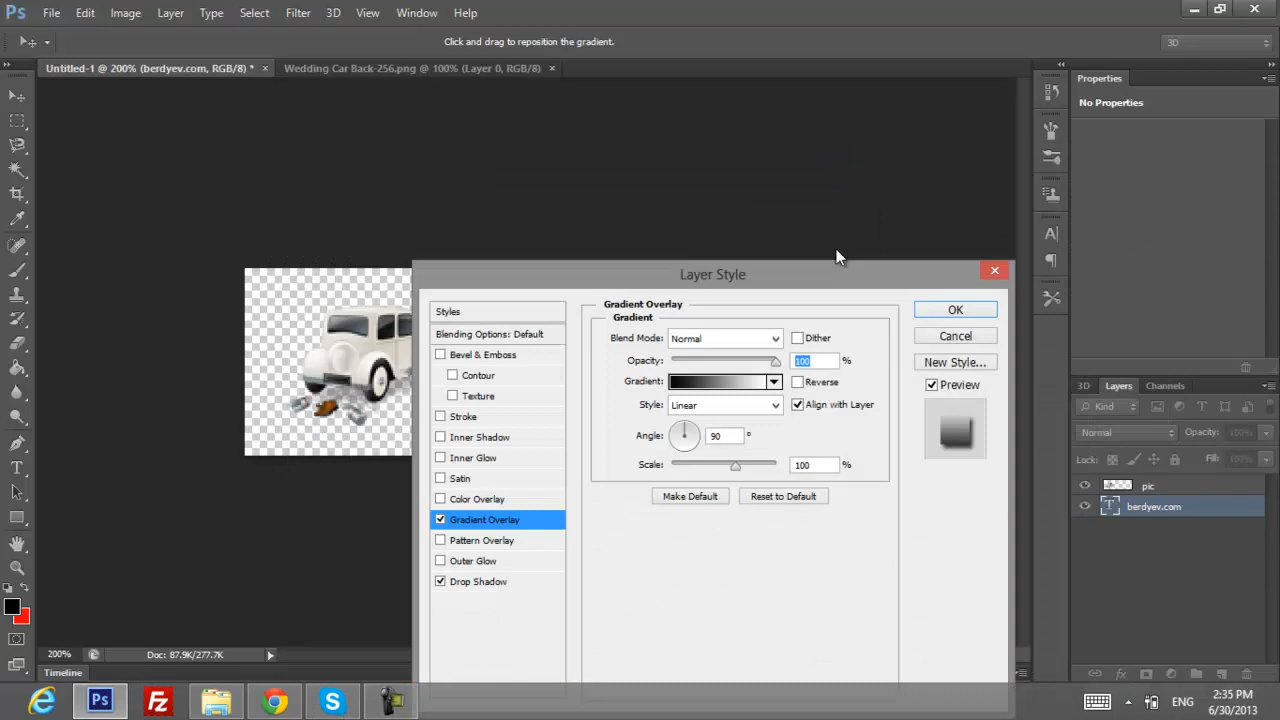 Ps File Edit Image Layer Type Select Filter 3D View Window Help
Click and drag to reposition the gradient. 3D
Untitled-1 @ 200% (berdyev.com, RGB/8) * × Wedding Car Back-256.png @ 100% (Layer 0, RGB/8) ×
Properties
No Properties
Layer Style
Styles
Blending Options: Default
Bevel & Emboss
Contour
Texture
Stroke
Inner Shadow
Inner Glow
Satin
Color Overlay
Gradient Overlay
Pattern Overlay
Outer Glow
Drop Shadow
Gradient Overlay
Gradient
Blend Mode: Normal Dither
Opacity: 100 %
Gradient: Reverse
Style: Linear Align with Layer
Angle: 90 °
Scale: 100 %
Make Default Reset to Default
OK
Cancel
New Style...
Preview
3D Layers Channels
Kind
Normal Opacity: 100%
Lock: Fill: 100%
pic
T berdyev.com
200% Doc: 87.9K/277.7K
Timeline
Ps Fz S ENG 2:35 PM
6/30/2013